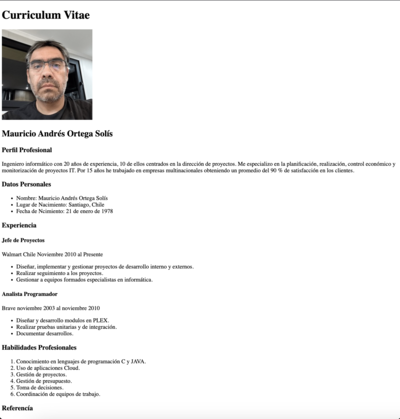 Curriculum Vitae
Mauricio Andrés Ortega Solís
Perfil Profesional
Ingeniero informático con 20 años de experiencia, 10 de ellos centrados en la dirección de proyectos. Me especializo en la planificación, realización, control económico y
monitorización de proyectos IT. Por 15 años he trabajado en empresas multinacionales obteniendo un promedio del 90 % de satisfacción en los clientes.
Datos Personales
• Nombre: Mauricio Andrés Ortega Solís
• Lugar de Nacimiento: Santiago, Chile
• Fecha de Ncimiento: 21 de enero de 1978
Experiencia
Jefe de Proyectos
Walmart Chile Noviembre 2010 al Presente
• Diseñar, implementar y gestionar proyectos de desarrollo interno y externos.
• Realizar seguimiento a los proyectos.
• Gestionar a equipos formados especialistas en informática.
Analista Programador
Brave noviembre 2003 al noviembre 2010
• Diseñar y desarrollo modulos en PLEX.
• Realizar pruebas unitarias y de integración.
• Documentar desarrollos.
Habilidades Profesionales
1. Conocimiento en lenguajes de programación C y JAVA.
2. Uso de aplicaciones Cloud.
3. Gestión de proyectos.
4. Gestión de presupuesto.
5. Toma de decisiones.
6. Coordinación de equipos de trabajo.
Referencía